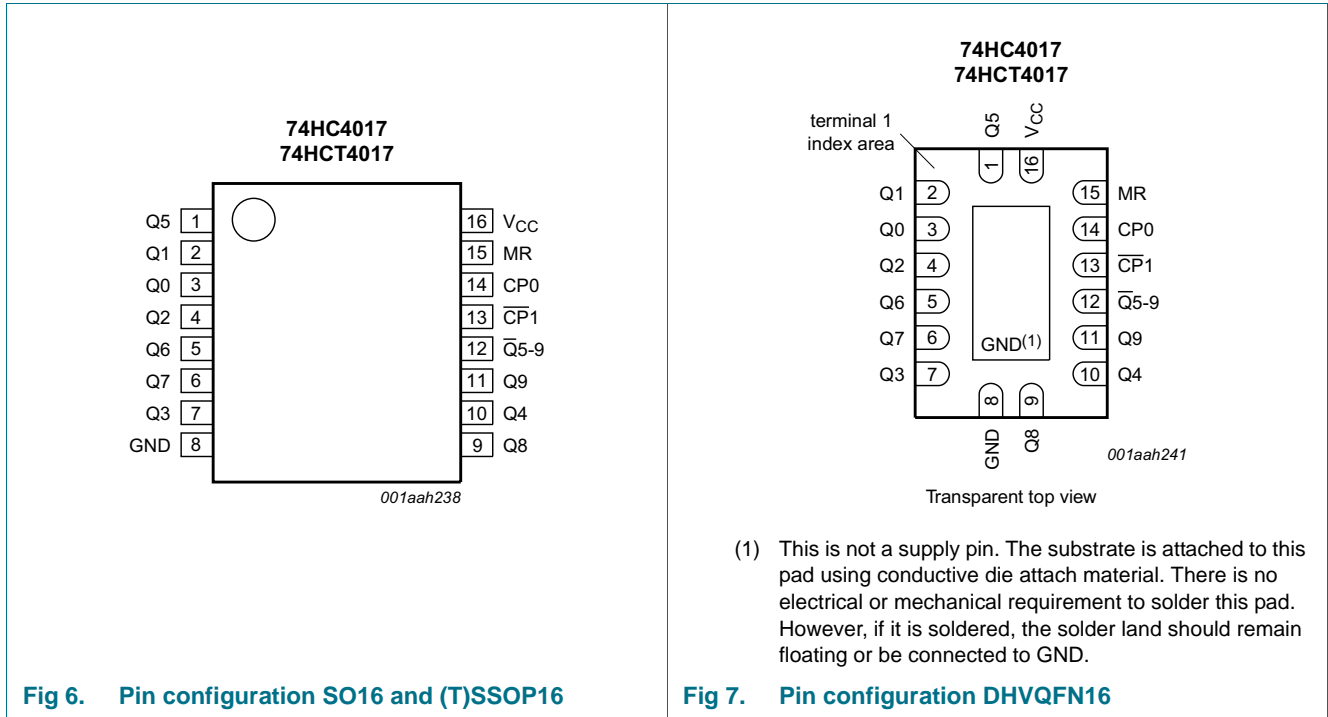 74HC4017
74HCT4017
Q5 1
Q1 2
Q0 3
Q2 4
Q6 5
Q7 6
Q3 7
GND 8
16 VCC
15 MR
14 CP0
13 C̅P̅1
12 Q̅5-9
11 Q9
10 Q4
9 Q8
001aah238
Fig 6. Pin configuration SO16 and (T)SSOP16
74HC4017
74HCT4017
terminal 1
index area
Q5 1
VCC 16
Q1 2
Q0 3
Q2 4
Q6 5
Q7 6
Q3 7
15 MR
14 CP0
13 C̅P̅1
12 Q̅5-9
11 Q9
10 Q4
GND(1)
8 GND
9 Q8
001aah241
Transparent top view
(1) This is not a supply pin. The substrate is attached to this
pad using conductive die attach material. There is no
electrical or mechanical requirement to solder this pad.
However, if it is soldered, the solder land should remain
floating or be connected to GND.
Fig 7. Pin configuration DHVQFN16